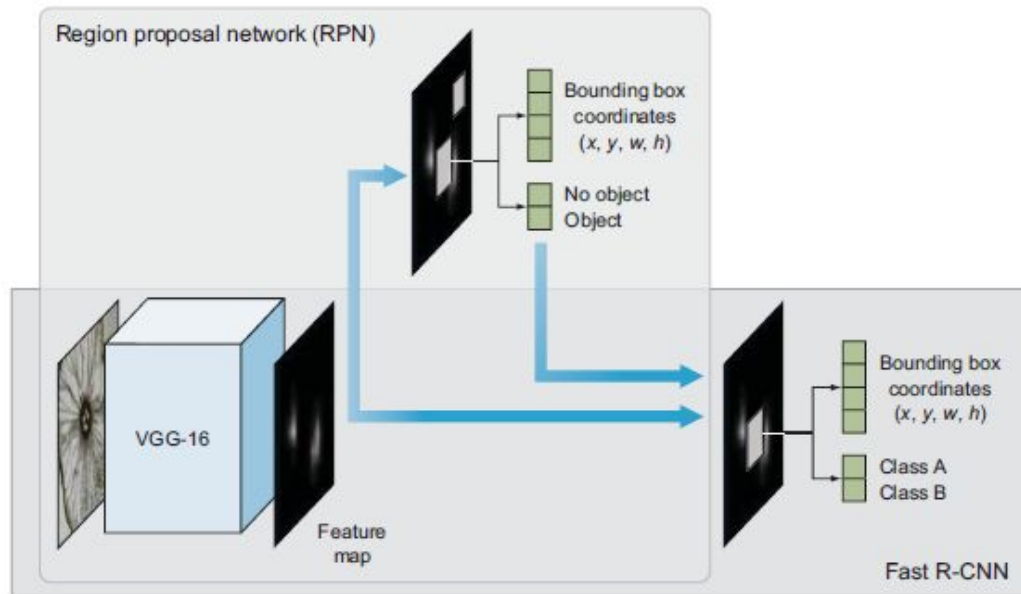 Region proposal network (RPN)
Bounding box
coordinates
(x, y, w, h)
No object
Object
VGG-16
Feature
map
Bounding box
coordinates
(x, y, w, h)
Class A
Class B
Fast R-CNN